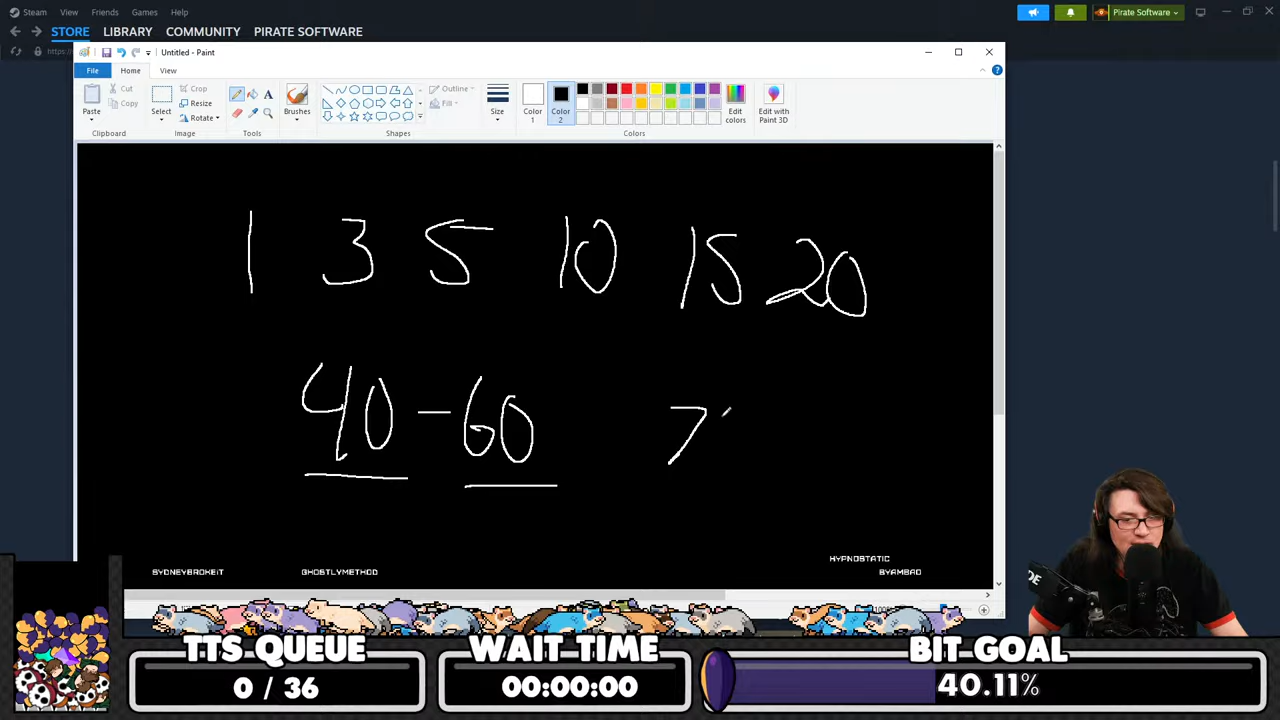 Steam View Friends Games Help
Pirate Software
STORE LIBRARY COMMUNITY PIRATE SOFTWARE
Untitled - Paint
File Home View
Paste Cut Copy
Select Crop Resize Rotate
Brushes
Outline Fill
Size
Color 1
Color 2
Edit colors
Edit with Paint 3D
Clipboard Image Tools Shapes Colors
1 3 5 10 15 20
40 - 60 7
HYPNOSTATIC
SYDNEYBROKEIT GHOSTLYMETHOD BYAMBAD
TTS QUEUE WAIT TIME BIT GOAL
0 / 36 00:00:00 40.11%